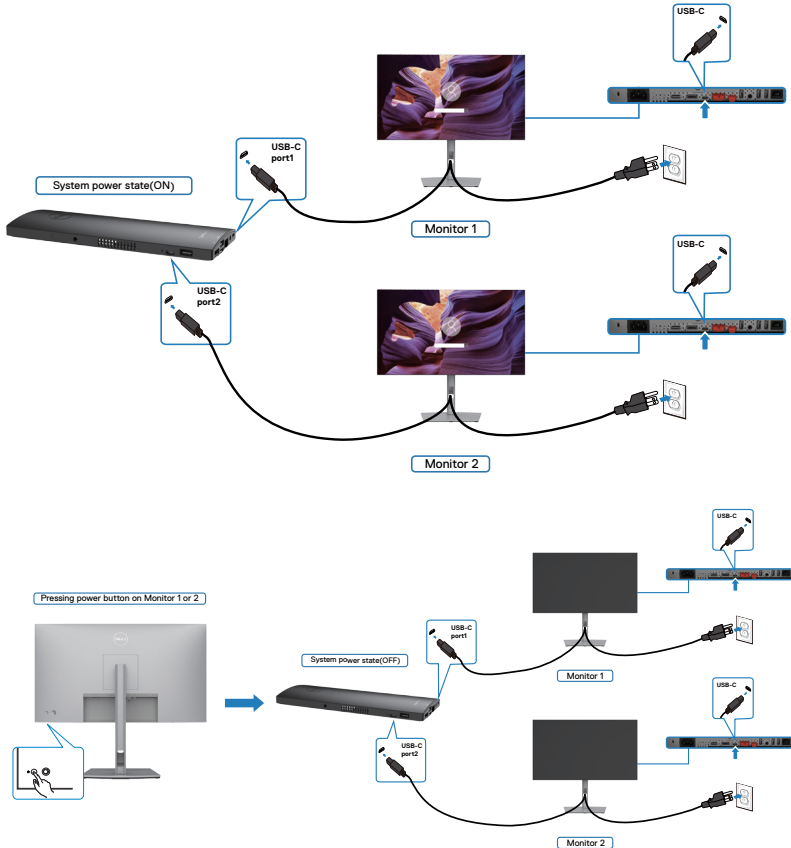 USB-C
USB-C
port1
System power state(ON)
Monitor 1
USB-C
USB-C
port2
Monitor 2
USB-C
Pressing power button on Monitor 1 or 2
USB-C
port1
System power state(OFF)
Monitor 1
USB-C
USB-C
port2
Monitor 2